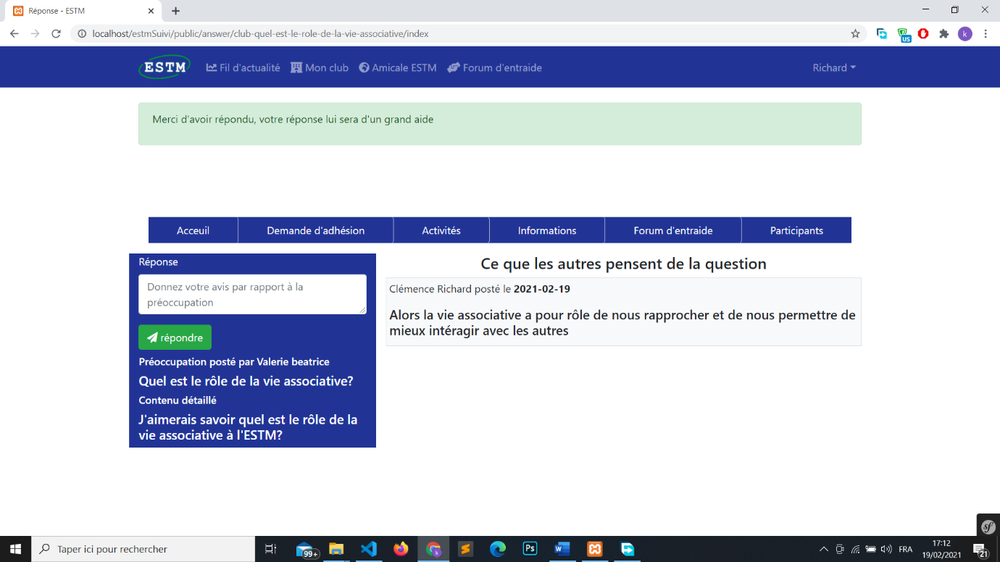 Réponse - ESTM
localhost/estmSuivi/public/answer/club-quel-est-le-role-de-la-vie-associative/index
US
k
ESTM
Fil d'actualité
Mon club
Amicale ESTM
Forum d'entraide
Richard
Merci d'avoir répondu, votre réponse lui sera d'un grand aide
Acceuil
Demande d'adhésion
Activités
Informations
Forum d'entraide
Participants
Réponse
Donnez votre avis par rapport à la
préoccupation
répondre
Préoccupation posté par Valerie beatrice
Quel est le rôle de la vie associative?
Contenu détaillé
J'aimerais savoir quel est le rôle de la
vie associative à l'ESTM?
Ce que les autres pensent de la question
Clémence Richard posté le 2021-02-19
Alors la vie associative a pour rôle de nous rapprocher et de nous permettre de
mieux intéragir avec les autres
sf
Taper ici pour rechercher
99+
k
Ps
W
FRA
17:12
19/02/2021
21